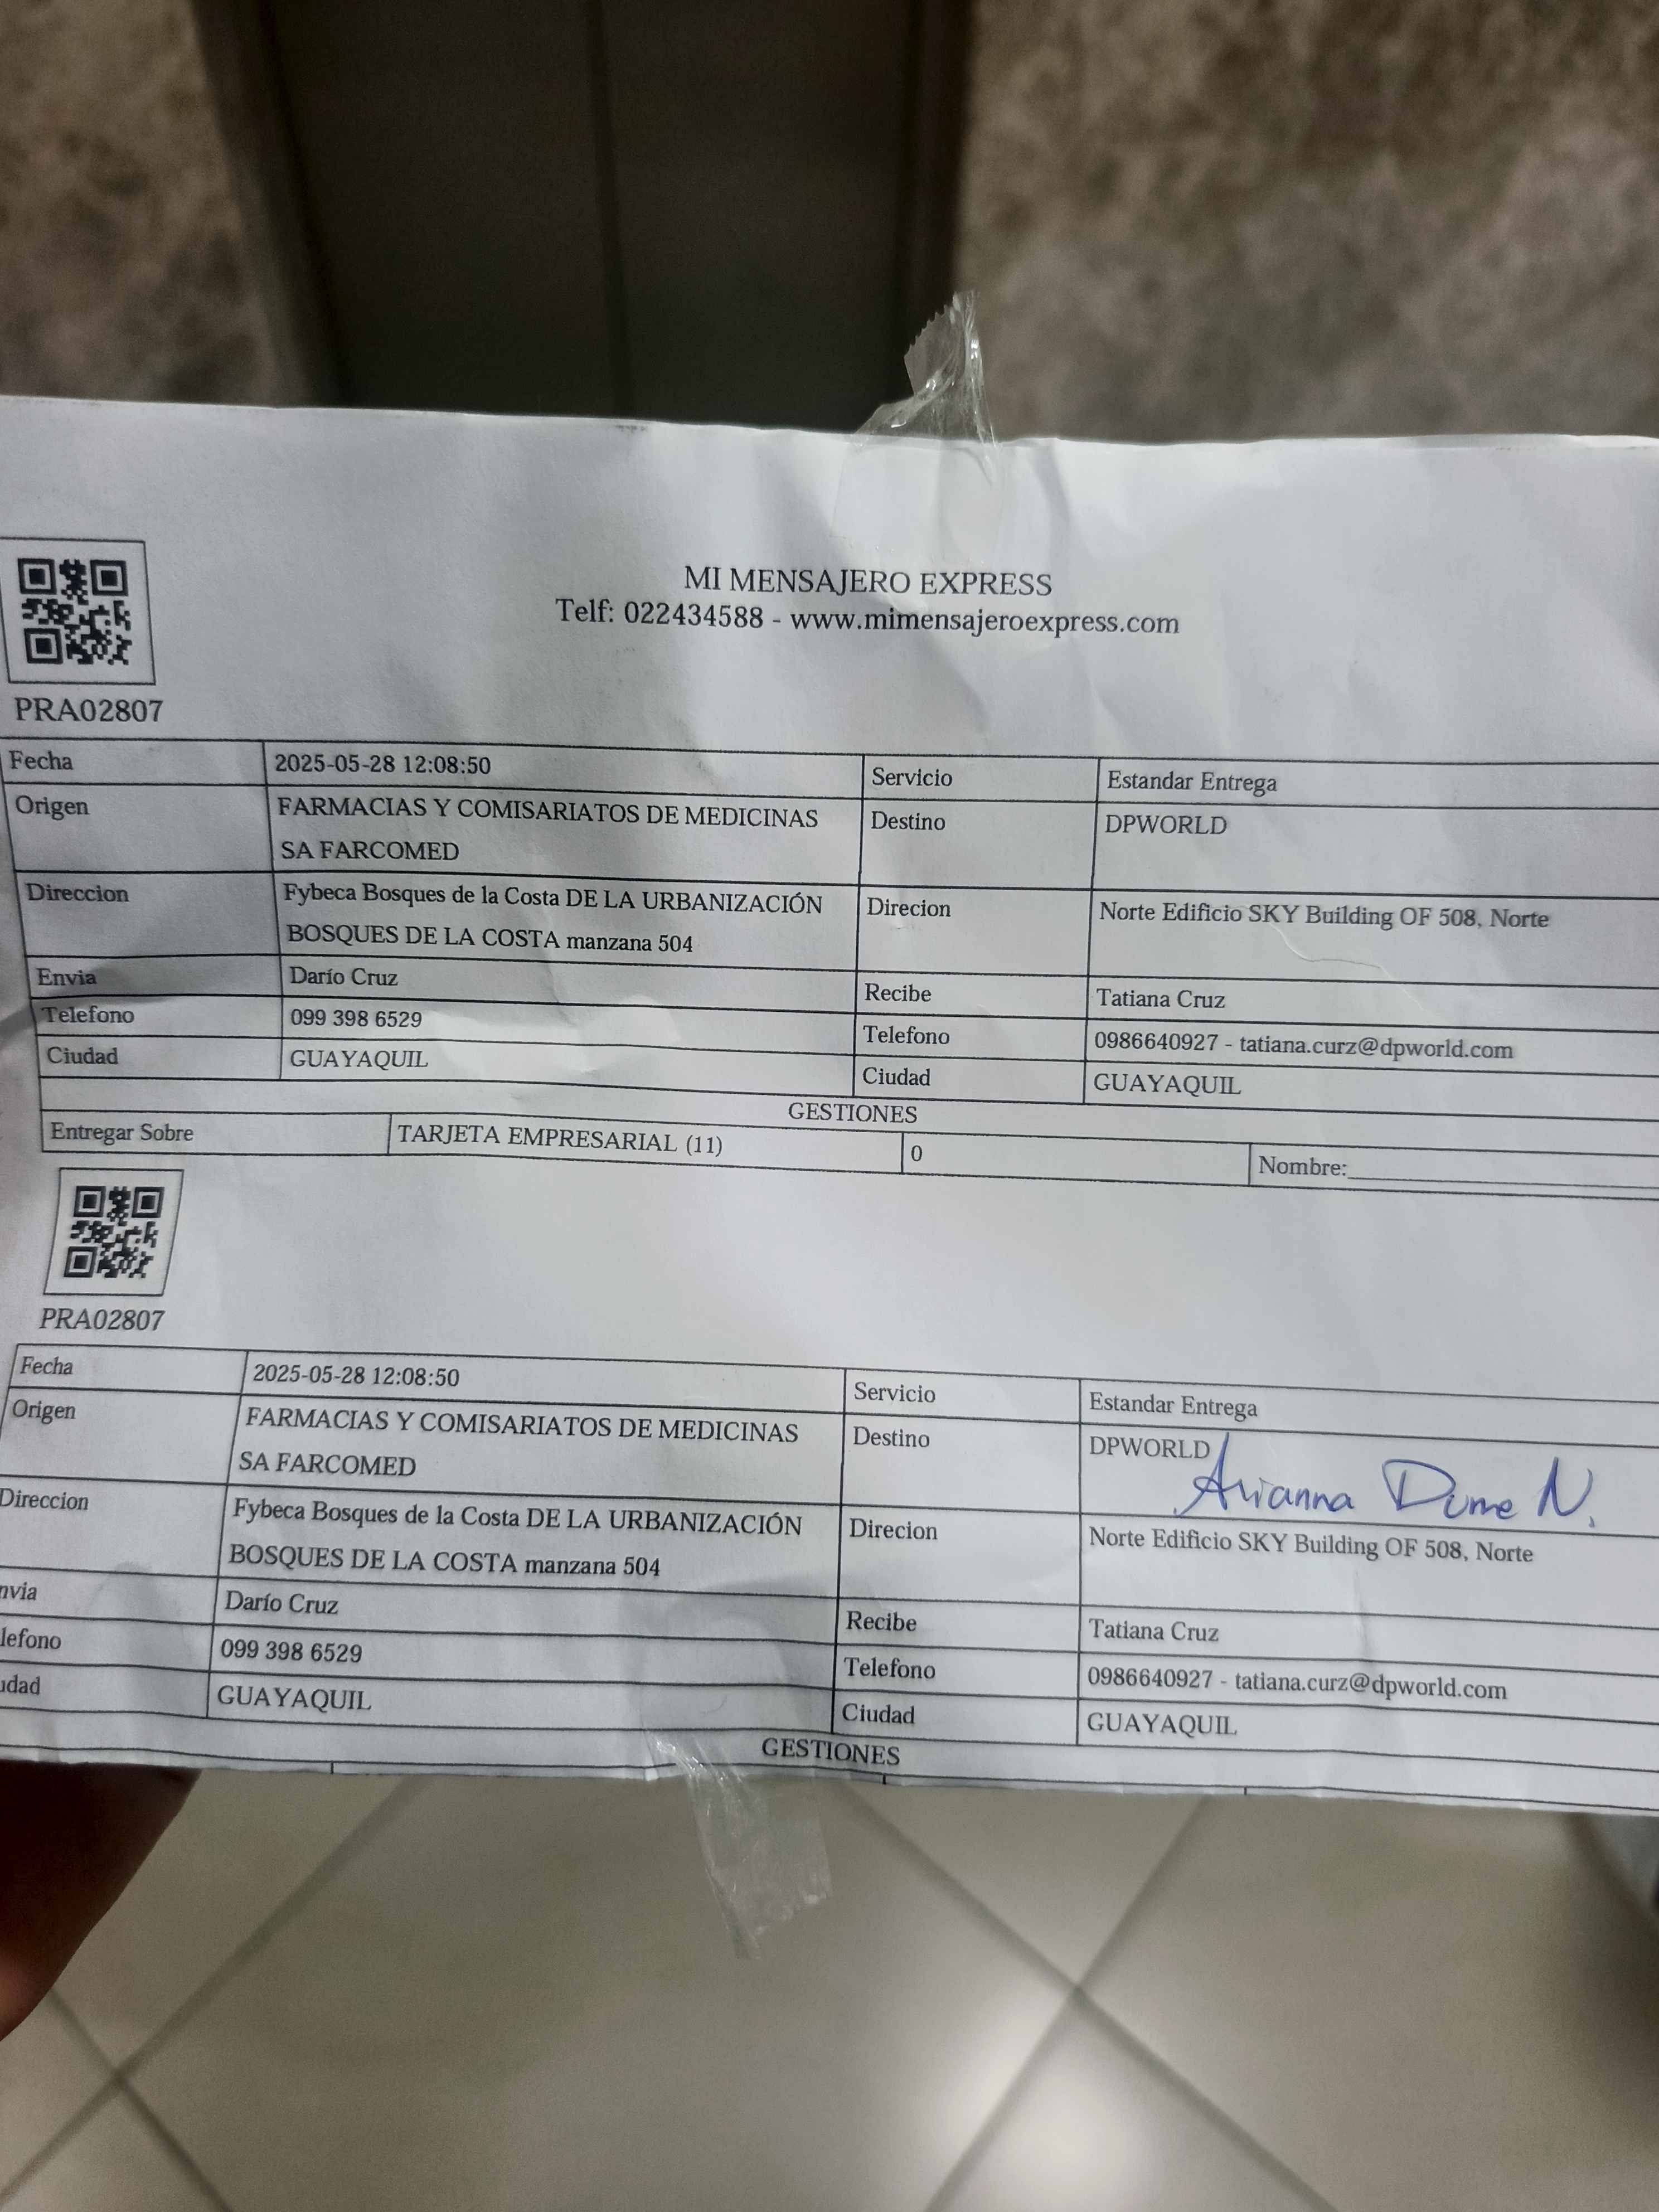 MI MENSAJERO EXPRESS
Telf: 022434588 - www.mimensajeroexpress.com
PRA02807
Fecha 2025-05-28 12:08:50 Servicio Estandar Entrega
Origen FARMACIAS Y COMISARIATOS DE MEDICINAS Destino DPWORLD
SA FARCOMED
Direccion Fybeca Bosques de la Costa DE LA URBANIZACIÓN Direcion Norte Edificio SKY Building OF 508, Norte
BOSQUES DE LA COSTA manzana 504
Envia Darío Cruz Recibe Tatiana Cruz
Telefono 099 398 6529 Telefono 0986640927 - tatiana.curz@dpworld.com
Ciudad GUAYAQUIL Ciudad GUAYAQUIL
GESTIONES
Entregar Sobre TARJETA EMPRESARIAL (11) 0 Nombre:
PRA02807
Fecha 2025-05-28 12:08:50 Servicio Estandar Entrega
Origen FARMACIAS Y COMISARIATOS DE MEDICINAS Destino DPWORLD
SA FARCOMED Arianna Dume N.
Direccion Fybeca Bosques de la Costa DE LA URBANIZACIÓN Direcion Norte Edificio SKY Building OF 508, Norte
BOSQUES DE LA COSTA manzana 504
nvia Darío Cruz Recibe Tatiana Cruz
lefono 099 398 6529 Telefono 0986640927 - tatiana.curz@dpworld.com
udad GUAYAQUIL Ciudad GUAYAQUIL
GESTIONES